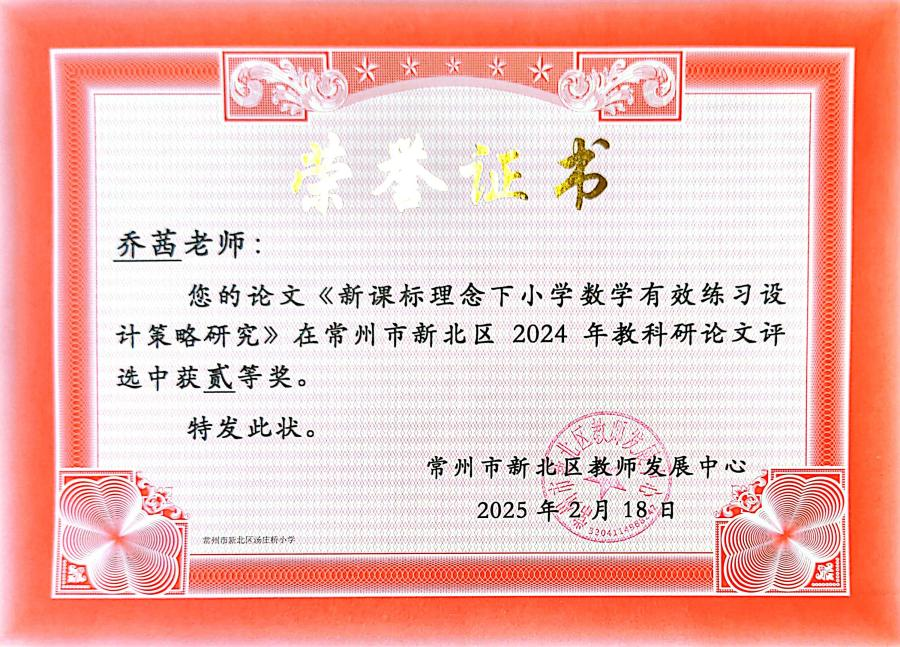 荣誉证书
乔茜老师：
您的论文《新课标理念下小学数学有效练习设
计策略研究》在常州市新北区 2024 年教科研论文评
选中获贰等奖。
特发此状。
常州市新北区教师发展中心
2025 年 2 月 18 日
常州市新北区汤庄桥小学